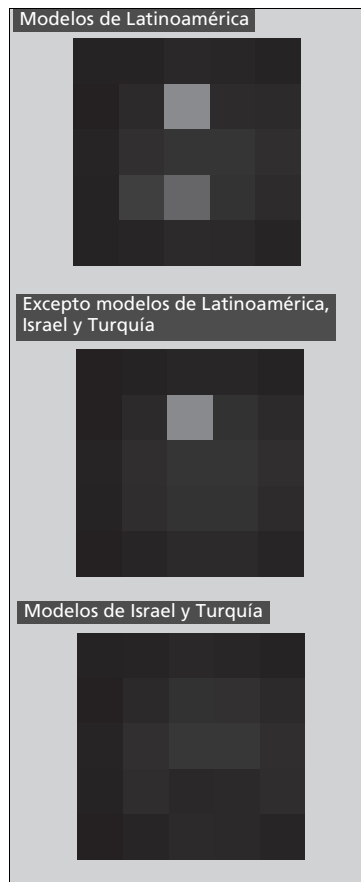 Modelos de Latinoamérica
Excepto modelos de Latinoamérica,
Israel y Turquía
Modelos de Israel y Turquía